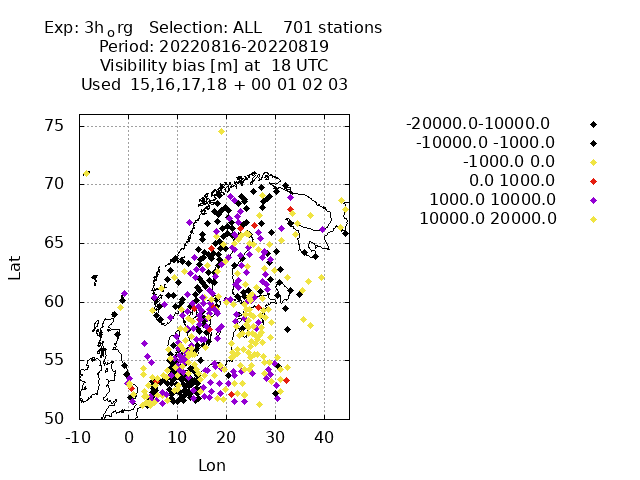 Exp: 3h_org   Selection: ALL    701 stations
Period: 20220816-20220819
Visibility bias [m] at  18 UTC
Used  15,16,17,18 + 00 01 02 03
-20000.0-10000.0
-10000.0 -1000.0
-1000.0 0.0
0.0 1000.0
1000.0 10000.0
10000.0 20000.0
75
70
65
60
55
50
Lat
-10 0 10 20 30 40
Lon